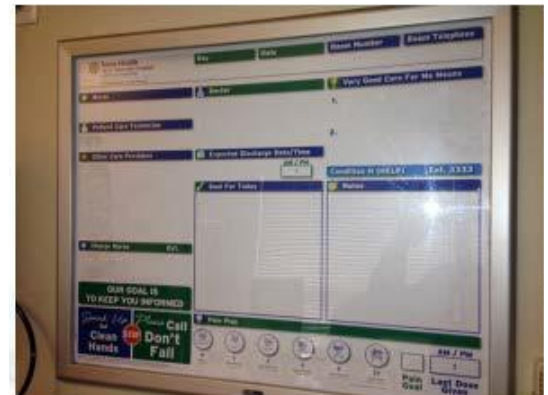 Day
Date
Room Number
Room Telephone
Nurse
Doctor
Very Good Care For Me Means
1.
2.
Patient Care Technician
Other Care Providers
Expected Discharge Date/Time
AM / PM
:
Condition H (HELP) Ext. 3333
Goal For Today
Notes
Charge Nurse
Ext.
OUR GOAL IS
TO KEEP YOU INFORMED
Speak Up
for
Clean
Hands
STOP
Please Call
Don't
Fall
Pain
Goal
AM / PM
:
Last Dose
Given